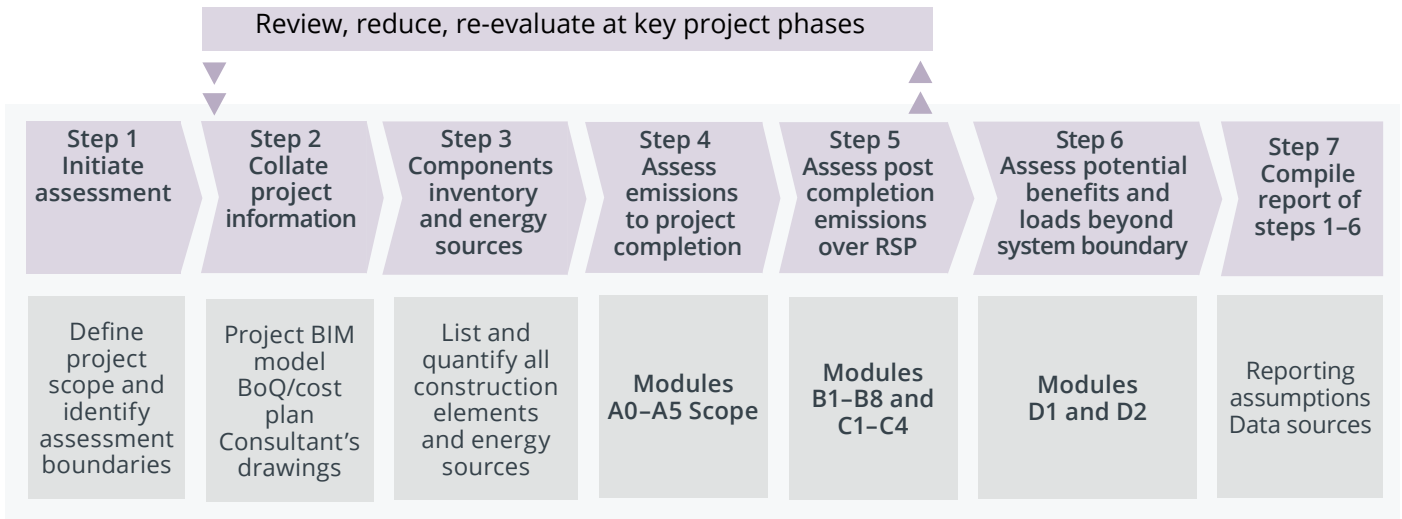 Review, reduce, re-evaluate at key project phases
Step 1
Initiate
assessment
Step 2
Collate
project
information
Step 3
Components
inventory
and energy
sources
Step 4
Assess
emissions
to project
completion
Step 5
Assess post
completion
emissions
over RSP
Step 6
Assess potential
benefits and
loads beyond
system boundary
Step 7
Compile
report of
steps 1–6
Define
project
scope and
identify
assessment
boundaries
Project BIM
model
BoQ/cost
plan
Consultant’s
drawings
List and
quantify all
construction
elements
and energy
sources
Modules
A0–A5 Scope
Modules
B1–B8 and
C1–C4
Modules
D1 and D2
Reporting
assumptions
Data sources